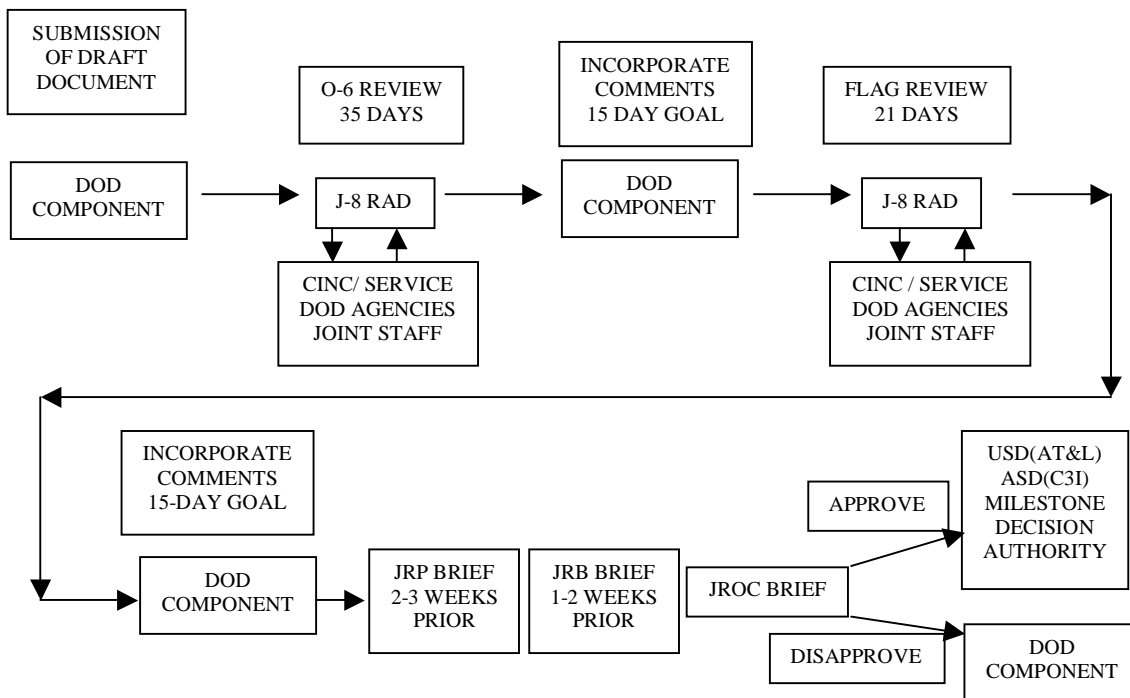 SUBMISSION
OF DRAFT
DOCUMENT
O-6 REVIEW
35 DAYS
INCORPORATE
COMMENTS
15 DAY GOAL
FLAG REVIEW
21 DAYS
DOD
COMPONENT
J-8 RAD
DOD
COMPONENT
J-8 RAD
CINC/ SERVICE
DOD AGENCIES
JOINT STAFF
CINC / SERVICE
DOD AGENCIES
JOINT STAFF
INCORPORATE
COMMENTS
15-DAY GOAL
DOD
COMPONENT
JRP BRIEF
2-3 WEEKS
PRIOR
JRB BRIEF
1-2 WEEKS
PRIOR
JROC BRIEF
APPROVE
USD(AT&L)
ASD(C3I)
MILESTONE
DECISION
AUTHORITY
DISAPPROVE
DOD
COMPONENT